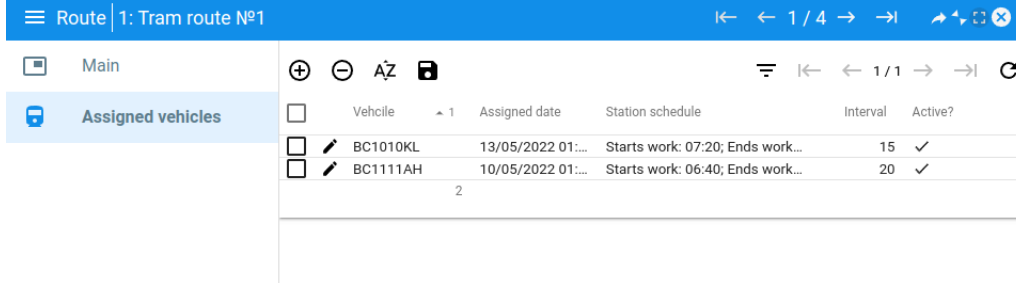 Route 1: Tram route №1 1 / 4
Main
Assigned vehicles
AZ 1 / 1
Vehcile 1 Assigned date Station schedule Interval Active?
BC1010KL 13/05/2022 01:... Starts work: 07:20; Ends work... 15
BC1111AH 10/05/2022 01:... Starts work: 06:40; Ends work... 20
2